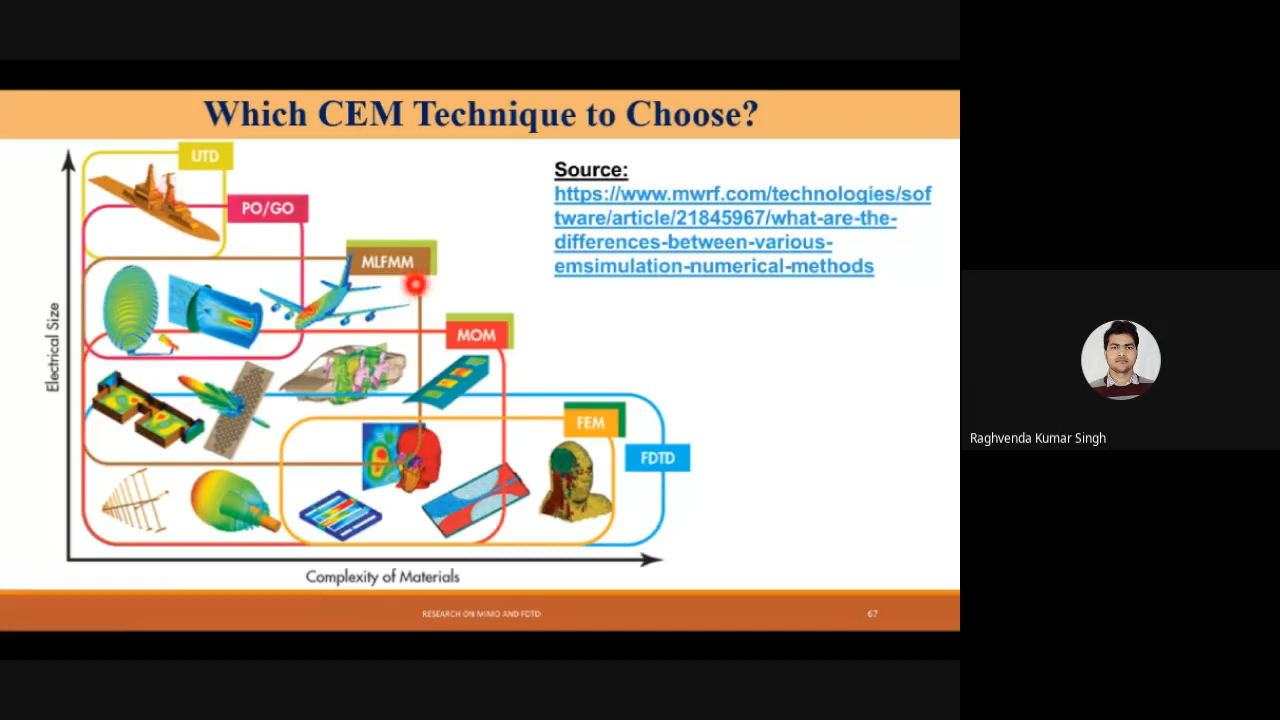 Which CEM Technique to Choose?
UTD
PO/GO
MLFMM
MOM
FEM
FDTD
Electrical Size
Complexity of Materials
Source:
https://www.mwrf.com/technologies/sof
tware/article/21845967/what-are-the-
differences-between-various-
emsimulation-numerical-methods
RESEARCH ON MIMO AND FDTD
67
Raghvenda Kumar Singh